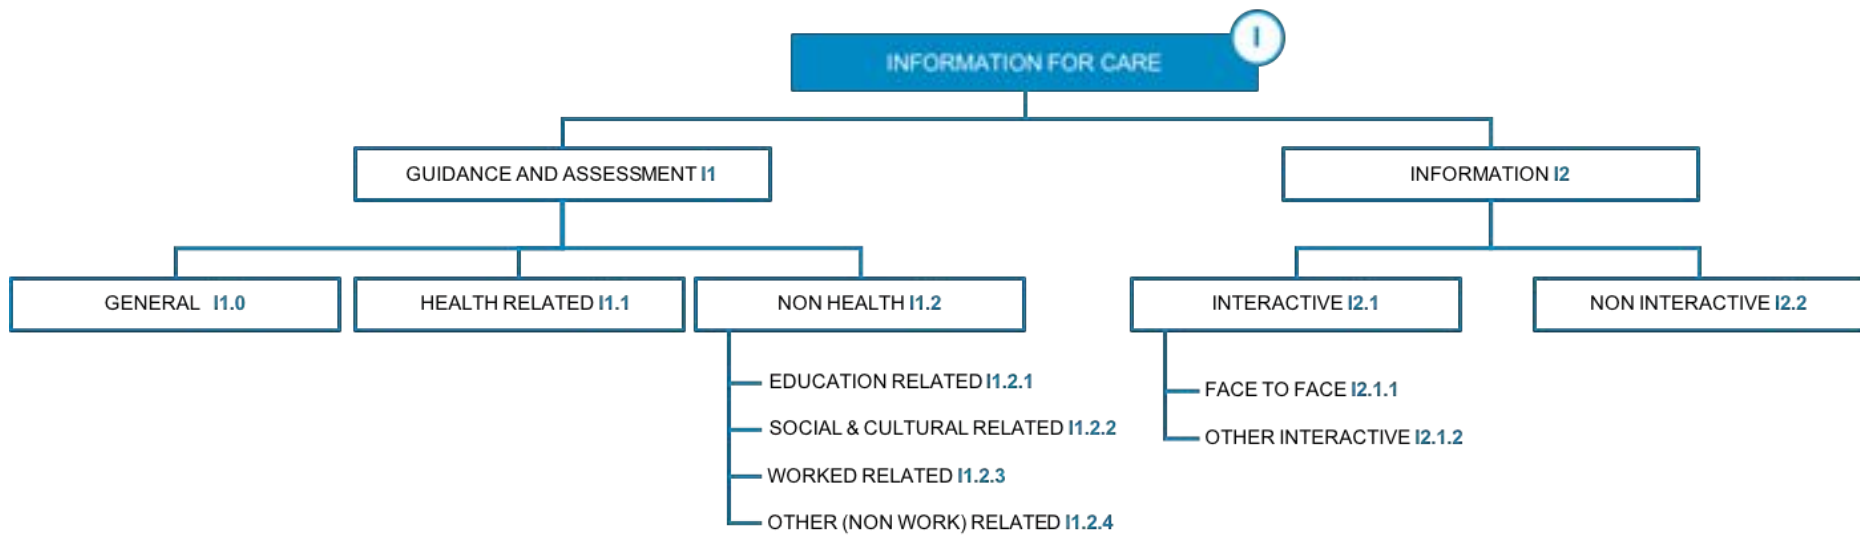 I
INFORMATION FOR CARE
GUIDANCE AND ASSESSMENT I1
INFORMATION I2
GENERAL I1.0
HEALTH RELATED I1.1
NON HEALTH I1.2
INTERACTIVE I2.1
NON INTERACTIVE I2.2
EDUCATION RELATED I1.2.1
SOCIAL & CULTURAL RELATED I1.2.2
WORKED RELATED I1.2.3
OTHER (NON WORK) RELATED I1.2.4
FACE TO FACE I2.1.1
OTHER INTERACTIVE I2.1.2